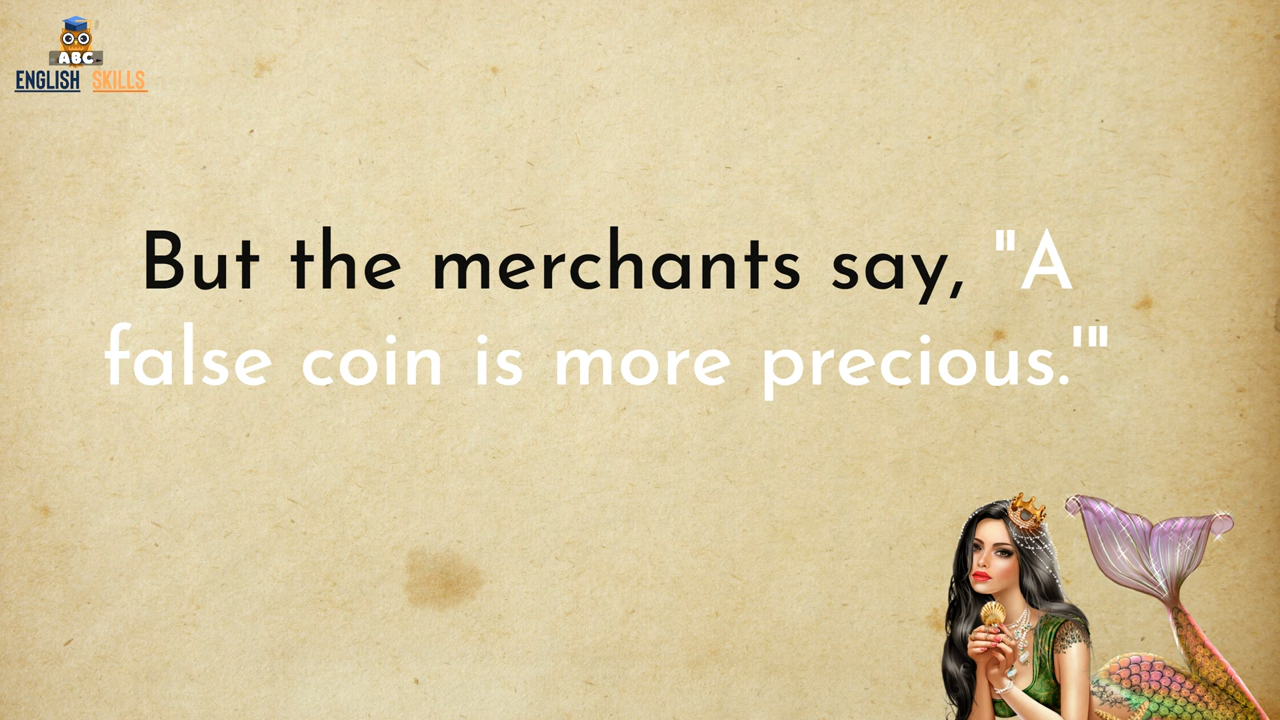 ABC
ENGLISH SKILLS
But the merchants say, "A
false coin is more precious.'"